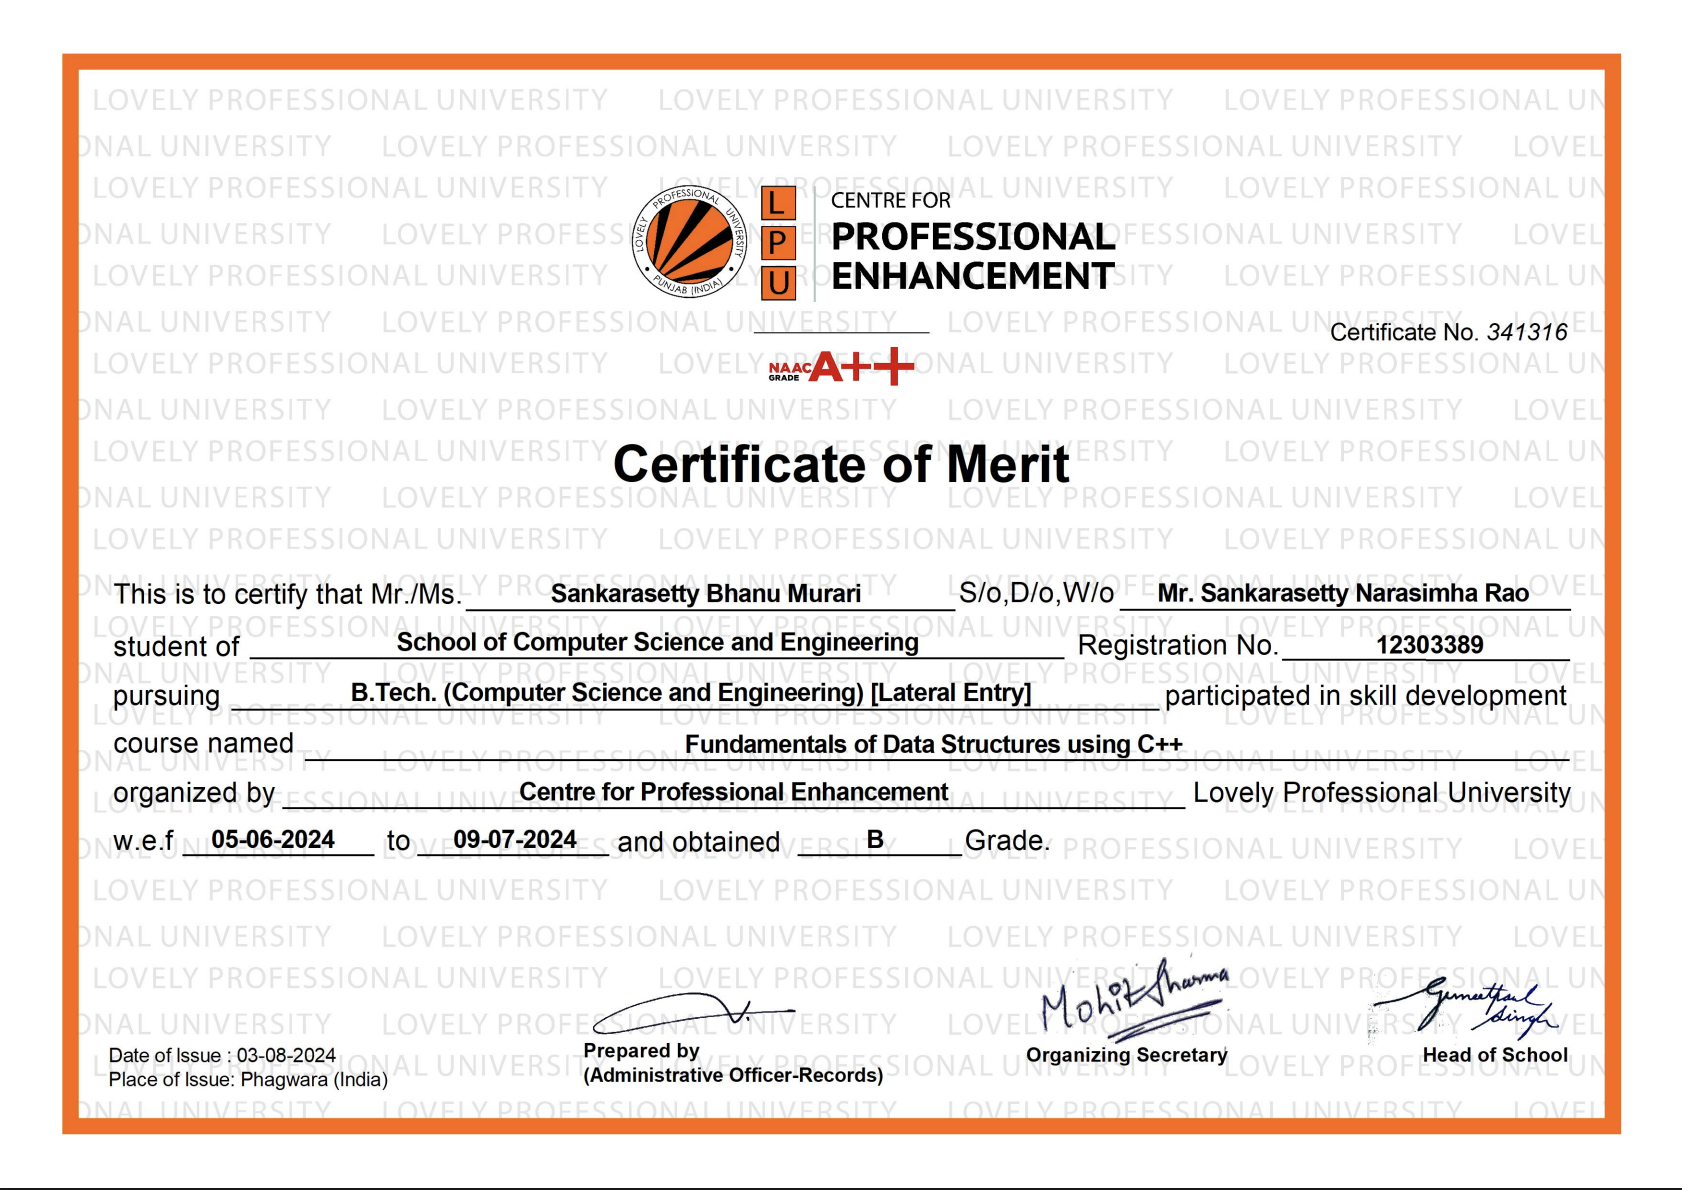 LOVELY PROFESSIONAL UNIVERSITY
PUNJAB (INDIA)
L
P
U
CENTRE FOR
PROFESSIONAL
ENHANCEMENT
Certificate No. 341316
NAAC
GRADE
A++
Certificate of Merit
This is to certify that Mr./Ms. Sankarasetty Bhanu Murari S/o,D/o,W/o Mr. Sankarasetty Narasimha Rao
student of School of Computer Science and Engineering Registration No. 12303389
pursuing B.Tech. (Computer Science and Engineering) [Lateral Entry] participated in skill development
course named Fundamentals of Data Structures using C++
organized by Centre for Professional Enhancement Lovely Professional University
w.e.f 05-06-2024 to 09-07-2024 and obtained B Grade.
Mohit Sharma
Singh
Date of Issue : 03-08-2024
Place of Issue: Phagwara (India)
Prepared by
(Administrative Officer-Records)
Organizing Secretary
Head of School